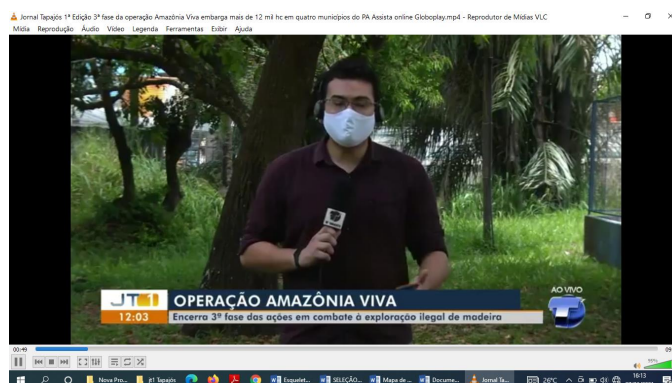 Jornal Tapajós 1ª Edição 3ª fase da operação Amazônia Viva embarga mais de 12 mil hc em quatro municípios do PA Assista online Globoplay.mp4 - Reprodutor de Mídias VLC
Mídia Reprodução Áudio Vídeo Legenda Ferramentas Exibir Ajuda
AO VIVO
JT1 OPERAÇÃO AMAZÔNIA VIVA
12:03 Encerra 3ª fase das ações em combate à exploração ilegal de madeira
00:49
90%
Nova Pro... jt1 Tapajós Esquelet... SELEÇÃO... Mapa de ... Docume... Jornal Ta... 26°C 16:13